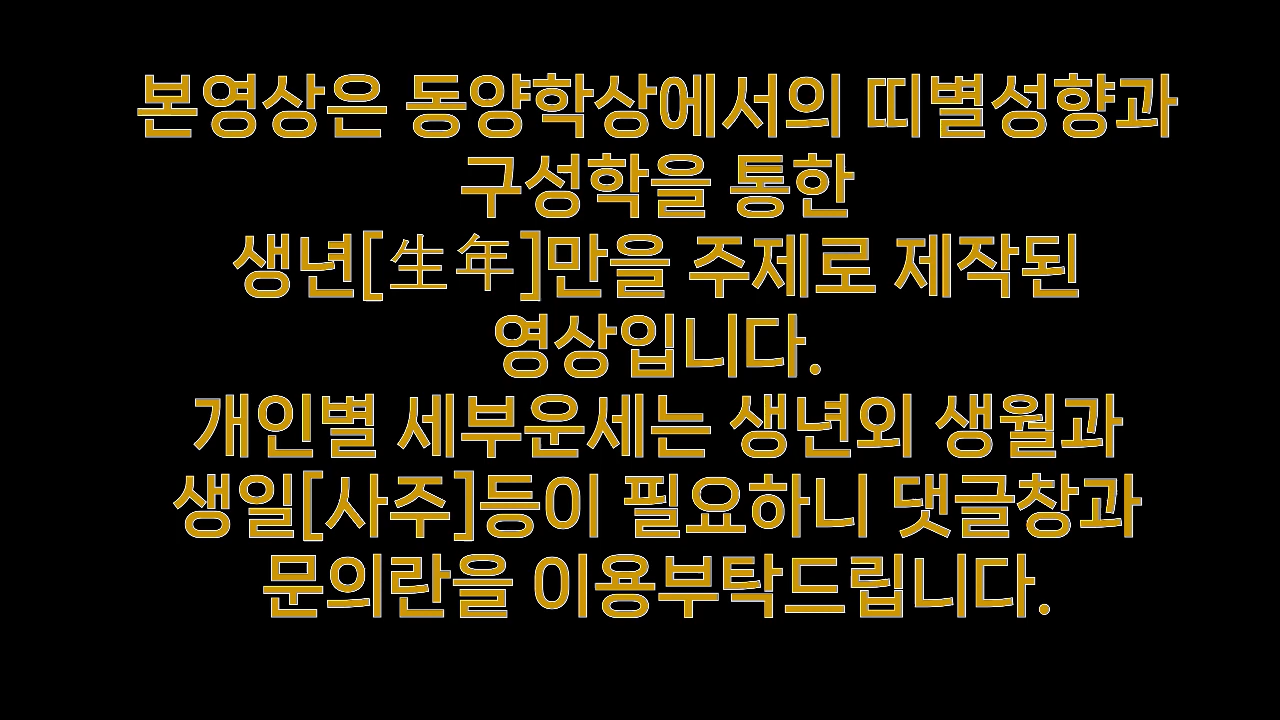 본영상은 동양학상에서의 띠별성향과
구성학을 통한
생년[生年]만을 주제로 제작된
영상입니다.
개인별 세부운세는 생년외 생월과
생일[사주]등이 필요하니 댓글창과
문의란을 이용부탁드립니다.